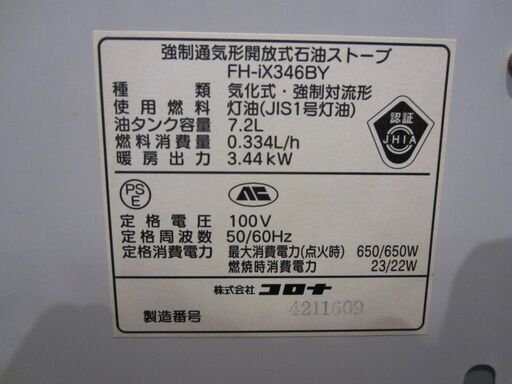 強制通気形開放式石油ストーブ
FH-iX346BY
種類 気化式・強制対流形
使用燃料 灯油(JIS1号灯油)
油タンク容量 7.2L
燃料消費量 0.334L/h
暖房出力 3.44kW
認証
JHIA
PS
E
定格電圧 100V
定格周波数 50/60Hz
定格消費電力 最大消費電力(点火時) 650/650W
燃焼時消費電力 23/22W
株式会社 コロナ
製造番号 4211609